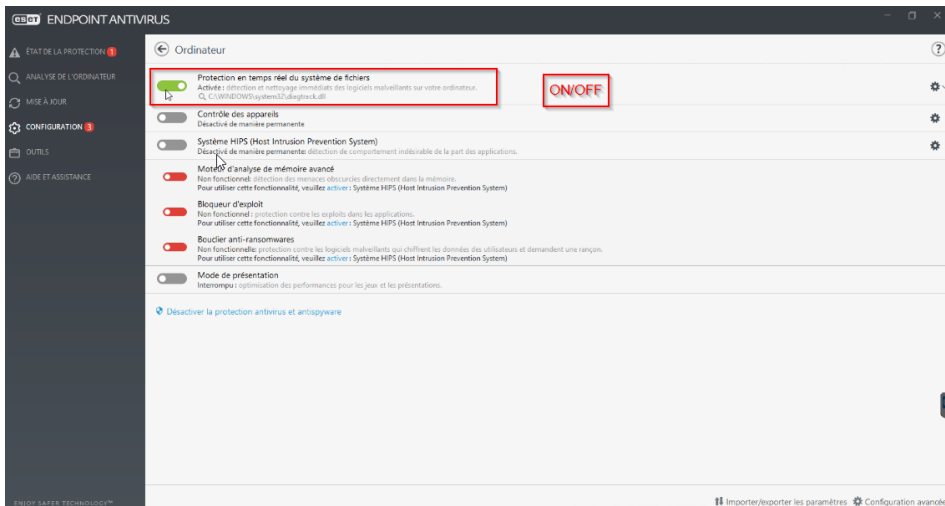 eset ENDPOINT ANTIVIRUS
ÉTAT DE LA PROTECTION 1
ANALYSE DE L'ORDINATEUR
MISE À JOUR
CONFIGURATION 3
OUTILS
AIDE ET ASSISTANCE
ENJOY SAFER TECHNOLOGY™
Ordinateur
?
Protection en temps réel du système de fichiers
Activée : détection et nettoyage immédiats des logiciels malveillants sur votre ordinateur.
C:\WINDOWS\system32\diagtrack.dll
ON/OFF
Contrôle des appareils
Désactivé de manière permanente
Système HIPS (Host Intrusion Prevention System)
Désactivé de manière permanente: détection de comportement indésirable de la part des applications.
Moteur d'analyse de mémoire avancé
Non fonctionnel: détection des menaces obscurcies directement dans la mémoire.
Pour utiliser cette fonctionnalité, veuillez activer : Système HIPS (Host Intrusion Prevention System)
Bloqueur d'exploit
Non fonctionnel : protection contre les exploits dans les applications.
Pour utiliser cette fonctionnalité, veuillez activer : Système HIPS (Host Intrusion Prevention System)
Bouclier anti-ransomwares
Non fonctionnelle: protection contre les logiciels malveillants qui chiffrent les données des utilisateurs et demandent une rançon.
Pour utiliser cette fonctionnalité, veuillez activer : Système HIPS (Host Intrusion Prevention System)
Mode de présentation
Interrompu : optimisation des performances pour les jeux et les présentations.
Désactiver la protection antivirus et antispyware
Importer/exporter les paramètres Configuration avancée